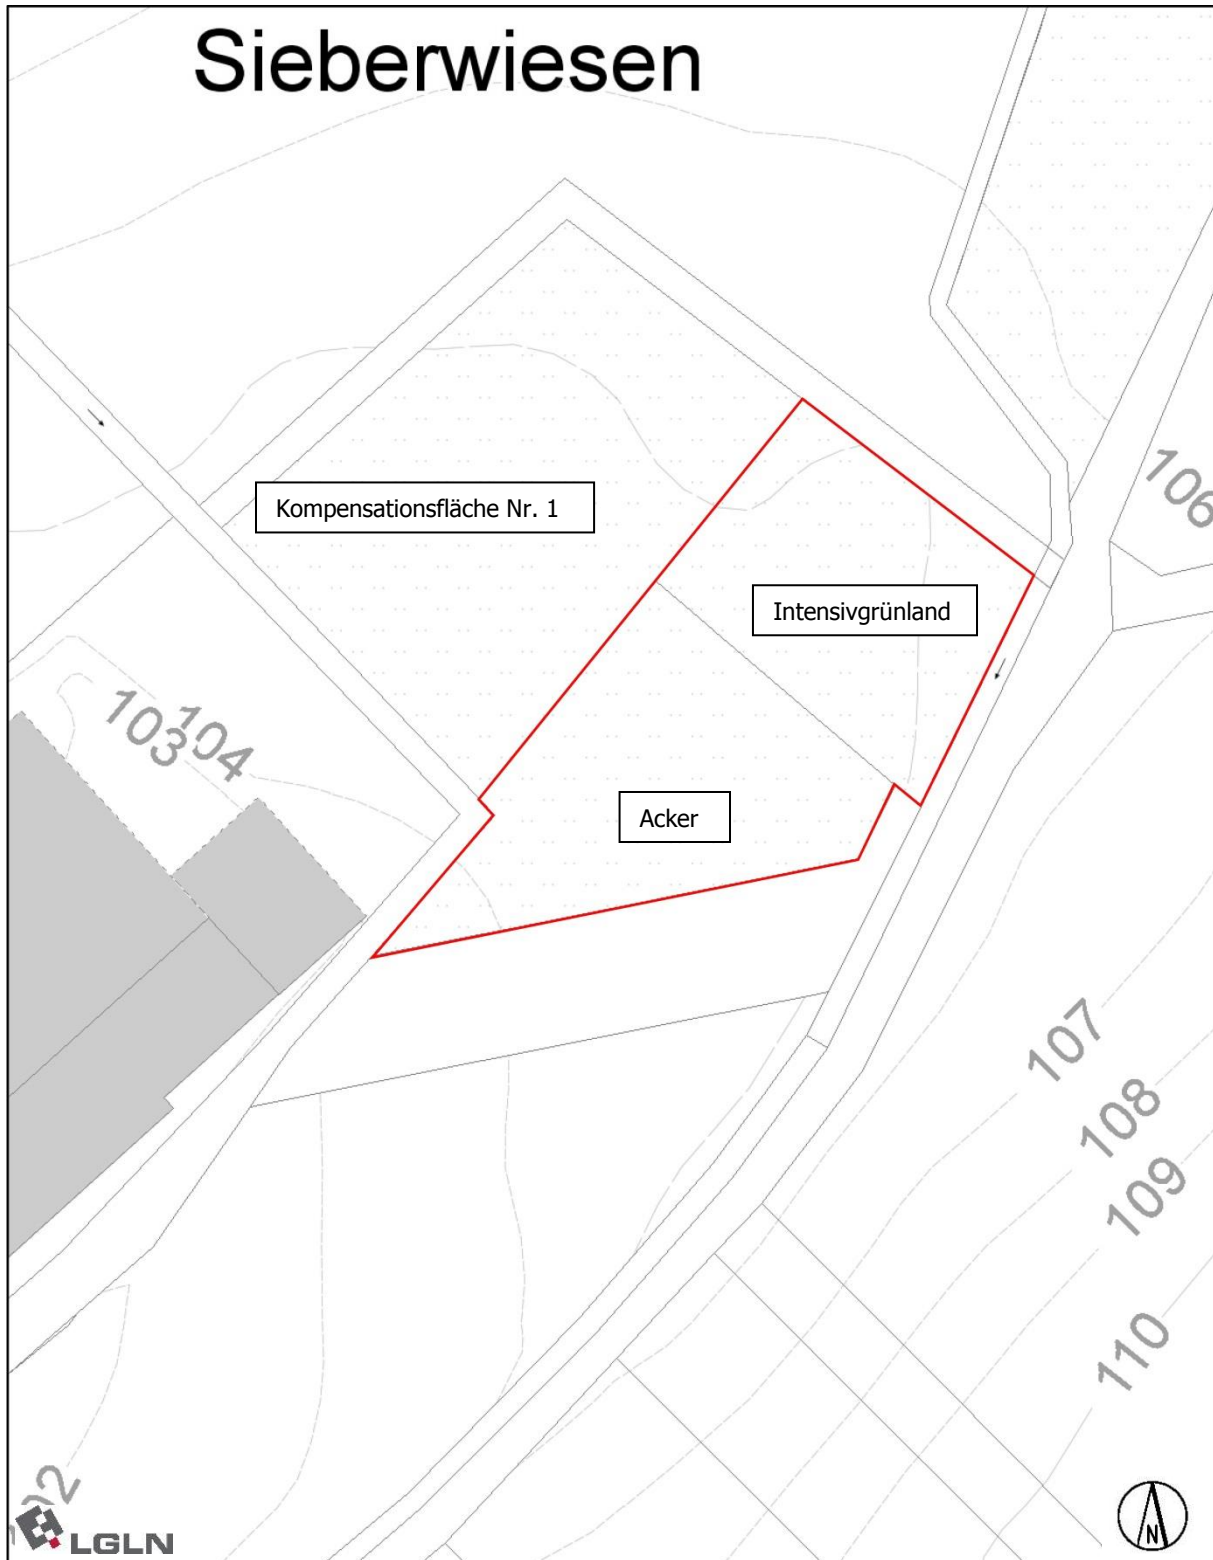 Sieberwiesen
106
Kompensationsfläche Nr. 1
Intensivgrünland
103
104
Acker
107
108
109
110
LGLN
N